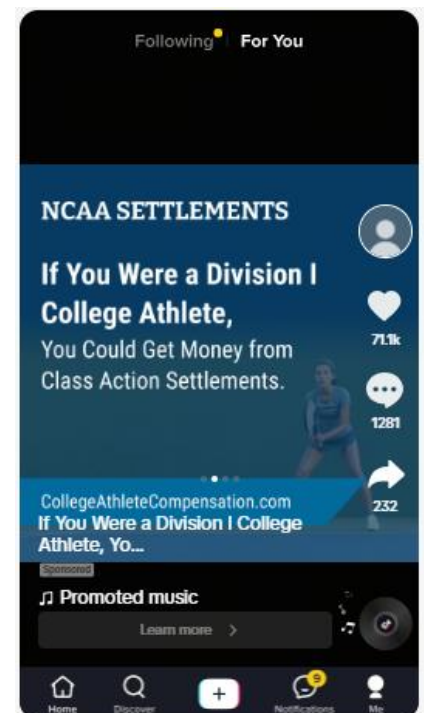 Following For You
NCAA SETTLEMENTS
If You Were a Division I
College Athlete,
You Could Get Money from
Class Action Settlements.
71.1k
1281
232
CollegeAthleteCompensation.com
If You Were a Division I College
Athlete, Yo...
Sponsored
Promoted music
Learn more >
9
Home Discover Notifications Me